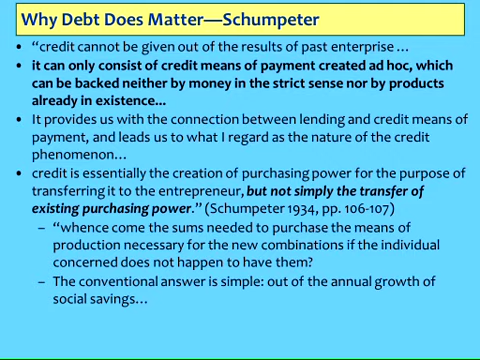 Why Debt Does Matter—Schumpeter
• “credit cannot be given out of the results of past enterprise …
• it can only consist of credit means of payment created ad hoc, which
can be backed neither by money in the strict sense nor by products
already in existence...
• It provides us with the connection between lending and credit means of
payment, and leads us to what I regard as the nature of the credit
phenomenon…
• credit is essentially the creation of purchasing power for the purpose of
transferring it to the entrepreneur, but not simply the transfer of
existing purchasing power.” (Schumpeter 1934, pp. 106-107)
– “whence come the sums needed to purchase the means of
production necessary for the new combinations if the individual
concerned does not happen to have them?
– The conventional answer is simple: out of the annual growth of
social savings…